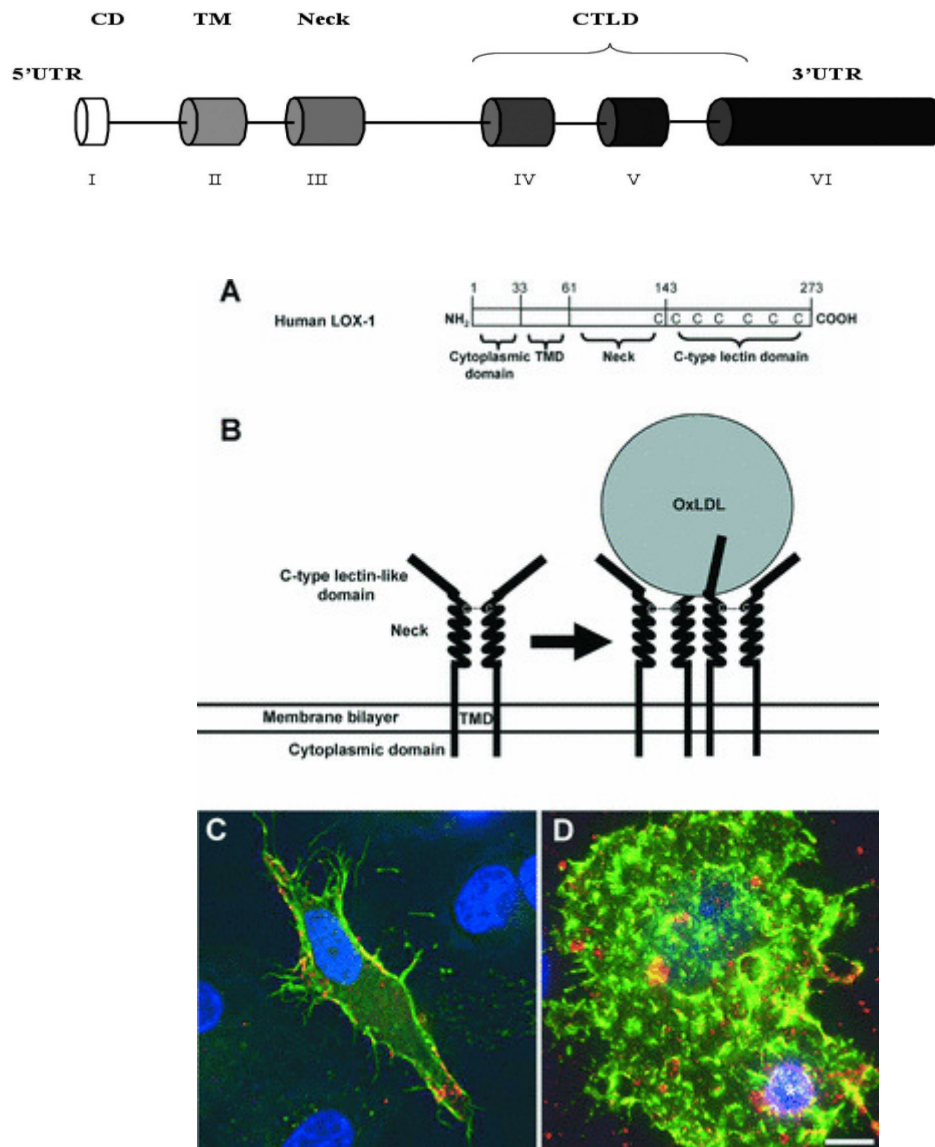 CD TM Neck CTLD
5'UTR 3'UTR
I II III IV V VI
A
1 33 61 143 273
Human LOX-1 NH2 C C C C C C C COOH
Cytoplasmic domain TMD Neck C-type lectin domain
B
OxLDL
C-type lectin-like
domain
Neck
Membrane bilayer TMD
Cytoplasmic domain
C D